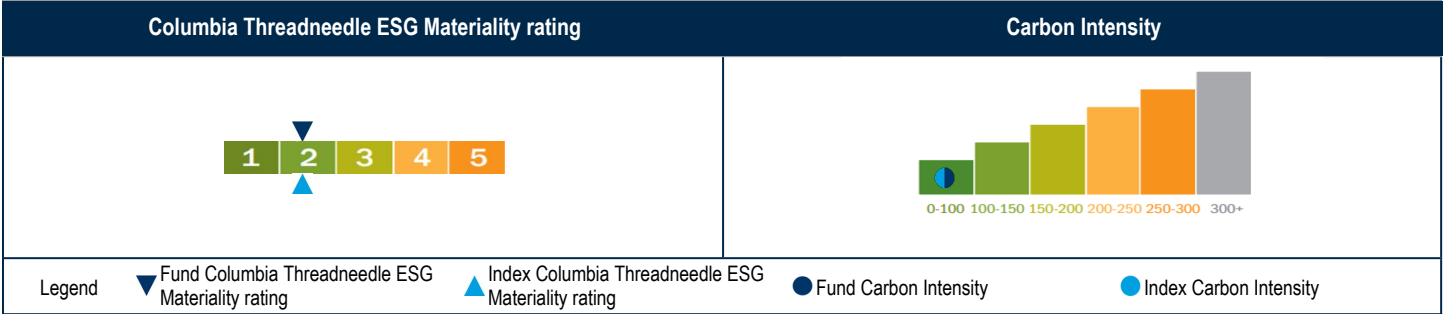 Columbia Threadneedle ESG Materiality rating
Carbon Intensity
1 2 3 4 5
0-100 100-150 150-200 200-250 250-300 300+
Legend
Fund Columbia Threadneedle ESG
Materiality rating
Index Columbia Threadneedle ESG
Materiality rating
Fund Carbon Intensity
Index Carbon Intensity